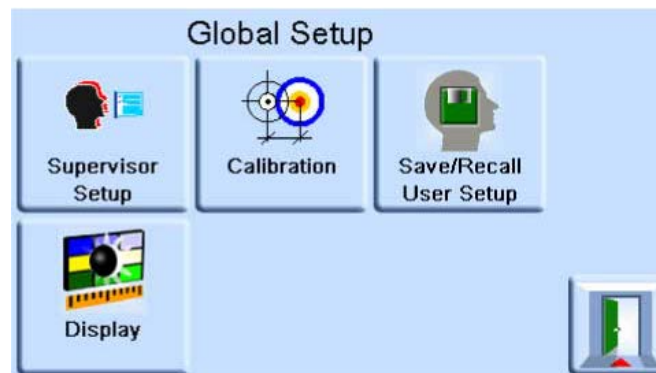 Global Setup
Supervisor
Setup
Calibration
Save/Recall
User Setup
Display